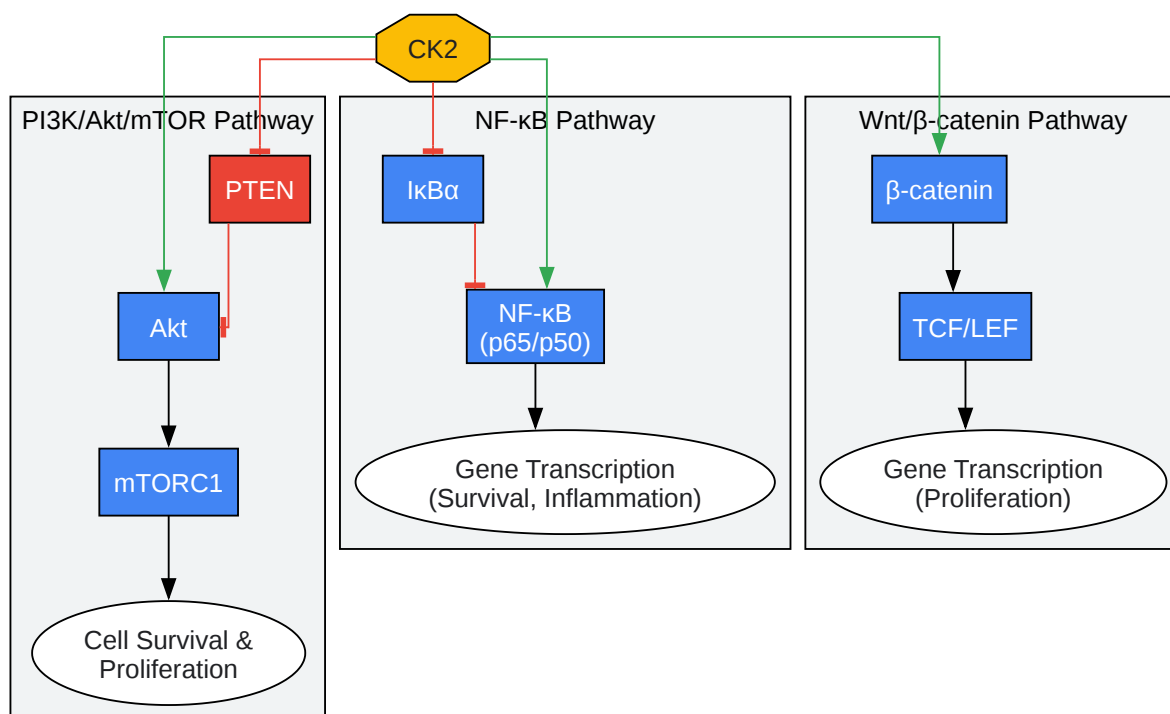 CK2
PI3K/Akt/mTOR Pathway
PTEN
Akt
mTORC1
Cell Survival &
Proliferation
NF-κB Pathway
IκBα
NF-κB
(p65/p50)
Gene Transcription
(Survival, Inflammation)
Wnt/β-catenin Pathway
β-catenin
TCF/LEF
Gene Transcription
(Proliferation)